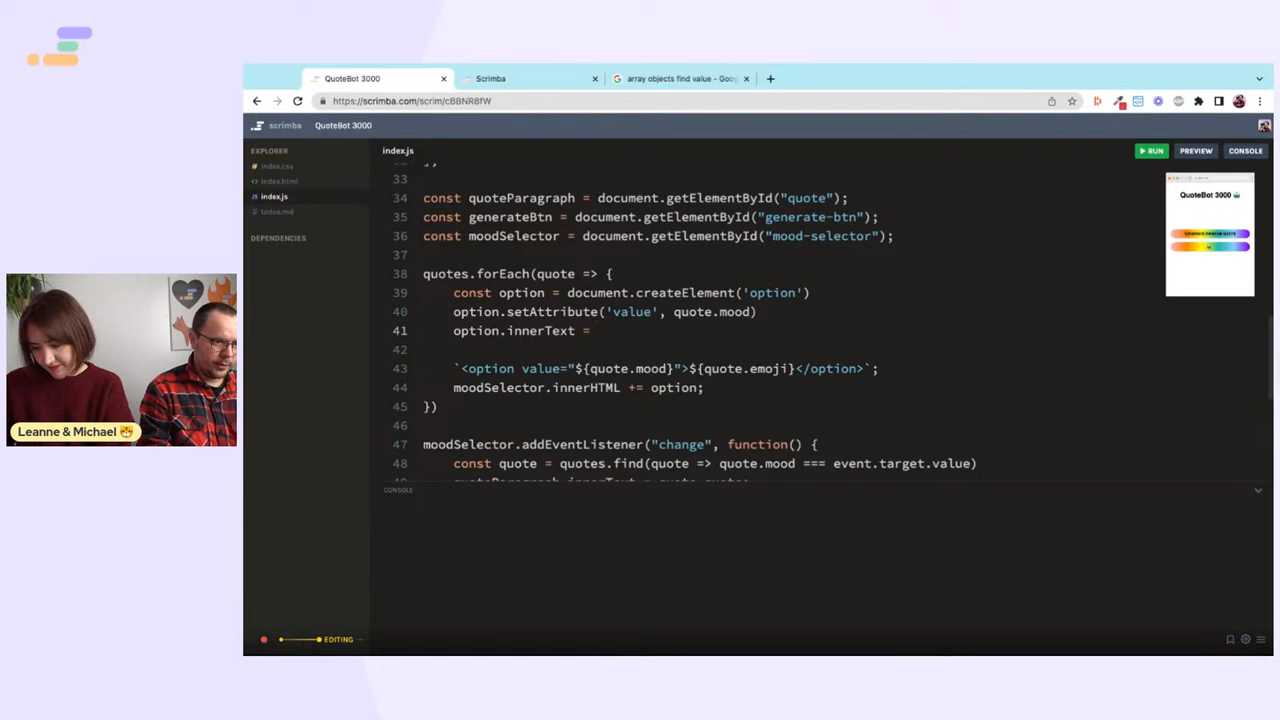 QuoteBot 3000
Scrimba
array objects find value - Goo
https://scrimba.com/scrim/cBBNR8fW
scrimba QuoteBot 3000
EXPLORER
index.css
index.html
index.js
todos.md
DEPENDENCIES
index.js
RUN
PREVIEW
CONSOLE
33
34 const quoteParagraph = document.getElementById("quote");
35 const generateBtn = document.getElementById("generate-btn");
36 const moodSelector = document.getElementById("mood-selector");
37
38 quotes.forEach(quote => {
39 const option = document.createElement('option')
40 option.setAttribute('value', quote.mood)
41 option.innerText =
42
43 `<option value="${quote.mood}">${quote.emoji}</option>`;
44 moodSelector.innerHTML += option;
45 })
46
47 moodSelector.addEventListener("change", function() {
48 const quote = quotes.find(quote => quote.mood === event.target.value)
QuoteBot 3000
GENERATE RANDOM QUOTE
CONSOLE
EDITING
Leanne & Michael